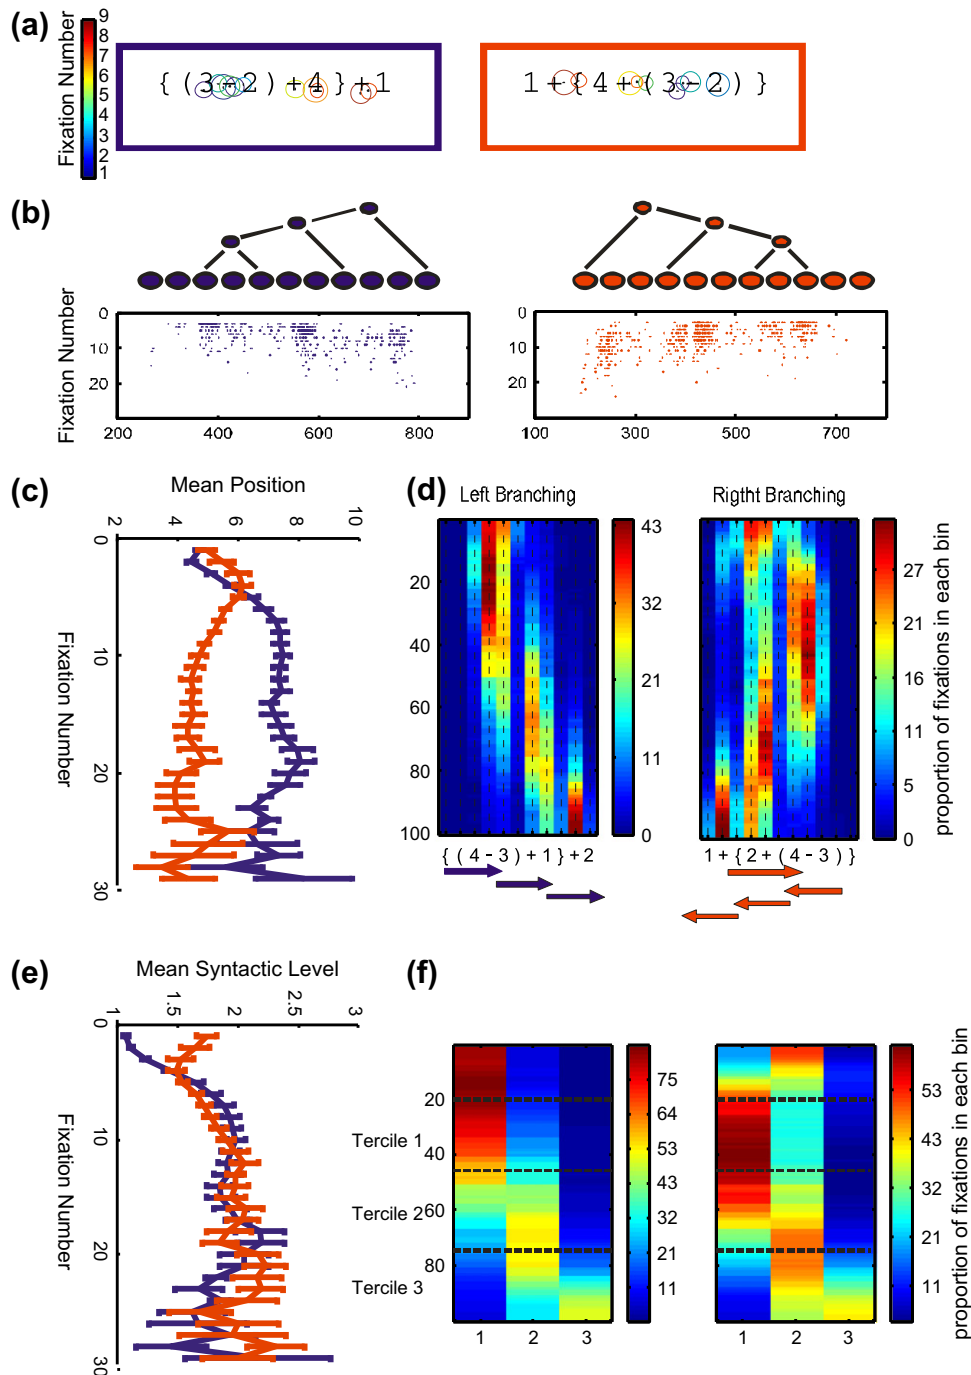 (a)
Fixation Number
9
8
7
6
5
4
3
2
1
{ ( 3 - 2 ) + 4 } + 1
1 + { 4 + ( 3 - 2 ) }
(b)
Fixation Number
0
10
20
200 400 600 800
0
10
20
100 300 500 700
(c)
Mean Position
2 4 6 8 10
0
10
20
30
Fixation Number
(d)
Left Branching
20
40
60
80
100
43
32
21
11
0
{ ( 4 - 3 ) + 1 } + 2
Rigtht Branching
27
21
16
11
5
0
proportion of fixations in each bin
1 + { 2 + ( 4 - 3 ) }
(e)
Mean Syntactic Level
1 1.5 2 2.5 3
0
10
20
30
Fixation Number
(f)
20
Tercile 1
40
Tercile 2 60
80
Tercile 3
1 2 3
75
64
53
43
32
21
11
1 2 3
53
43
32
21
11
proportion of fixations in each bin